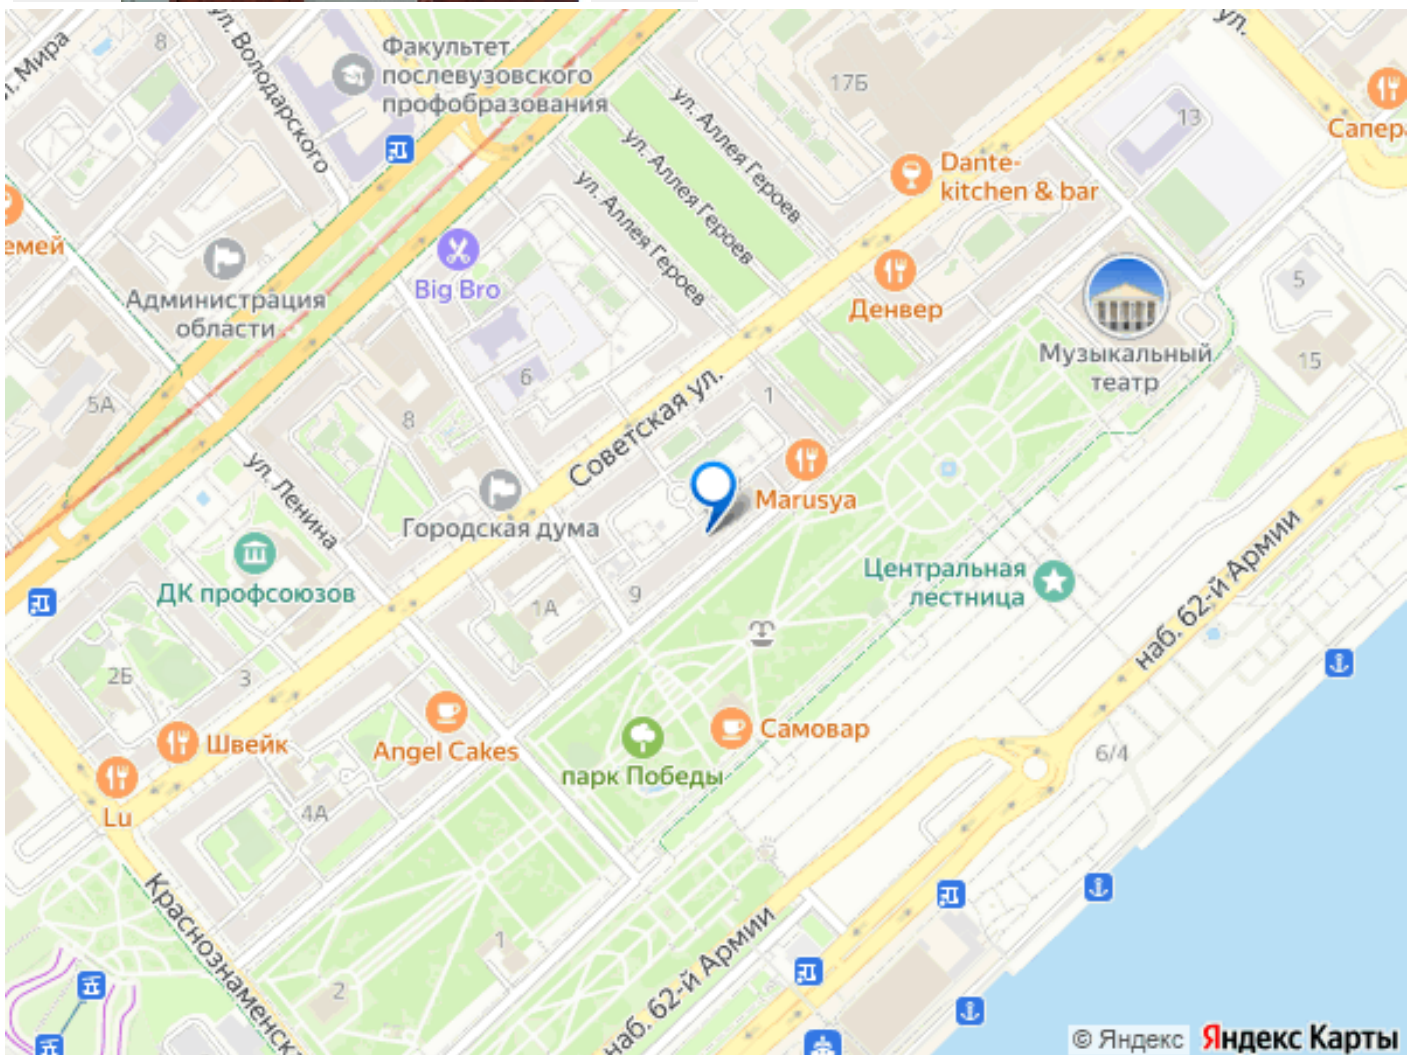 ул. Мира
8
ул. Володарского
Факультет
послевузовского
профобразования
17Б
ул.
13
ул. Аллея Героев
ул. Аллея Героев
ул. Аллея Героев
Dante-
kitchen & bar
емей
Администрация
области
Big Bro
Денвер
5
Музыкальный
театр
15
5А
6
8
1
Советская ул.
ул. Ленина
Marusya
Городская дума
ДК профсоюзов
9
1А
Центральная
лестница
наб. 62-й Армии
2Б
3
Швейк
Angel Cakes
Самовар
парк Победы
6/4
Lu
4А
1
2
наб. 62-й Армии
© Яндекс
Яндекс Карты